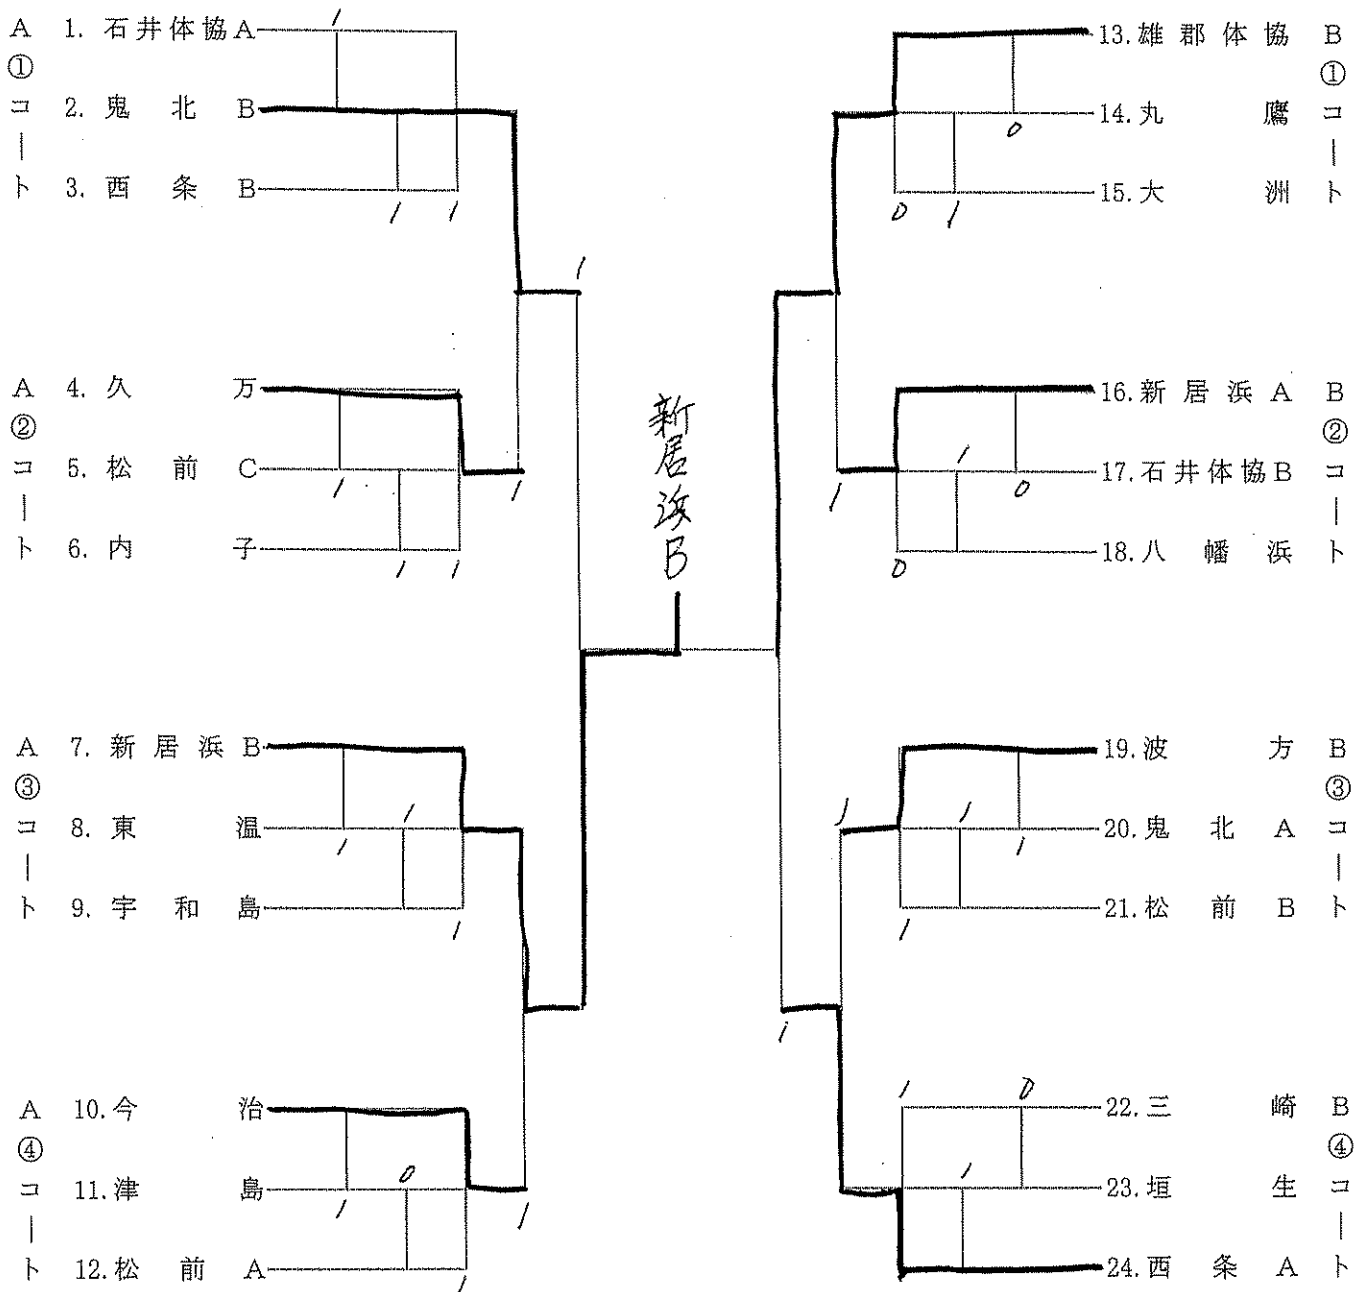 A ① コート
1. 石井体協A
2. 鬼北B
3. 西条B
1
1 1
1
A ② コート
4. 久万
5. 松前C
6. 内子
1
1 1
1
A ③ コート
7. 新居浜B
8. 東温
9. 宇和島
1
1
1
A ④ コート
10. 今治
11. 津島
12. 松前A
1
0
1
1
新居浜B
13. 雄郡体協
14. 丸鷹
15. 大洲
B ① コート
0
0 1
16. 新居浜A
17. 石井体協B
18. 八幡浜
B ② コート
1
1
0
0
19. 波方
20. 鬼北A
21. 松前B
B ③ コート
1
1
1
1
1
22. 三崎
23. 垣生
24. 西条A
B ④ コート
1 0
1